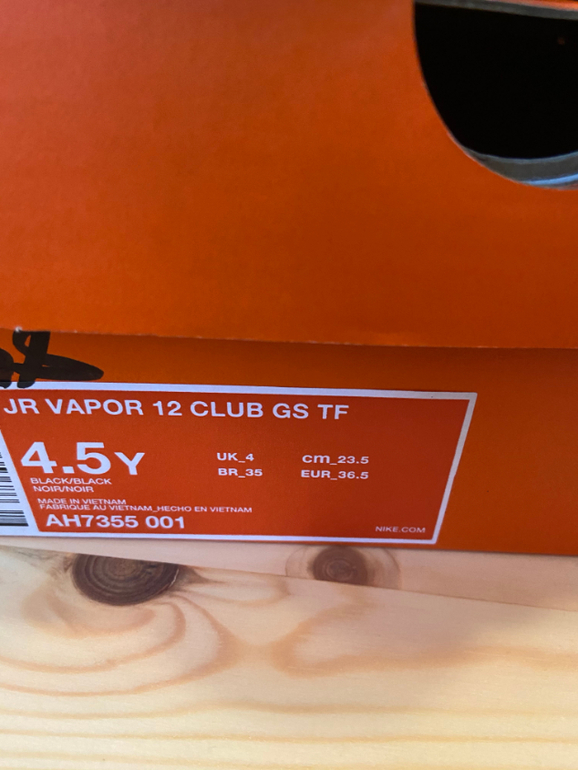 JR VAPOR 12 CLUB GS TF
4.5Y
UK_4 cm_23.5
BR_35 EUR_36.5
BLACK/BLACK
NOIR/NOIR
MADE IN VIETNAM
FABRIQUE AU VIETNAM_HECHO EN VIETNAM
AH7355 001
NIKE.COM